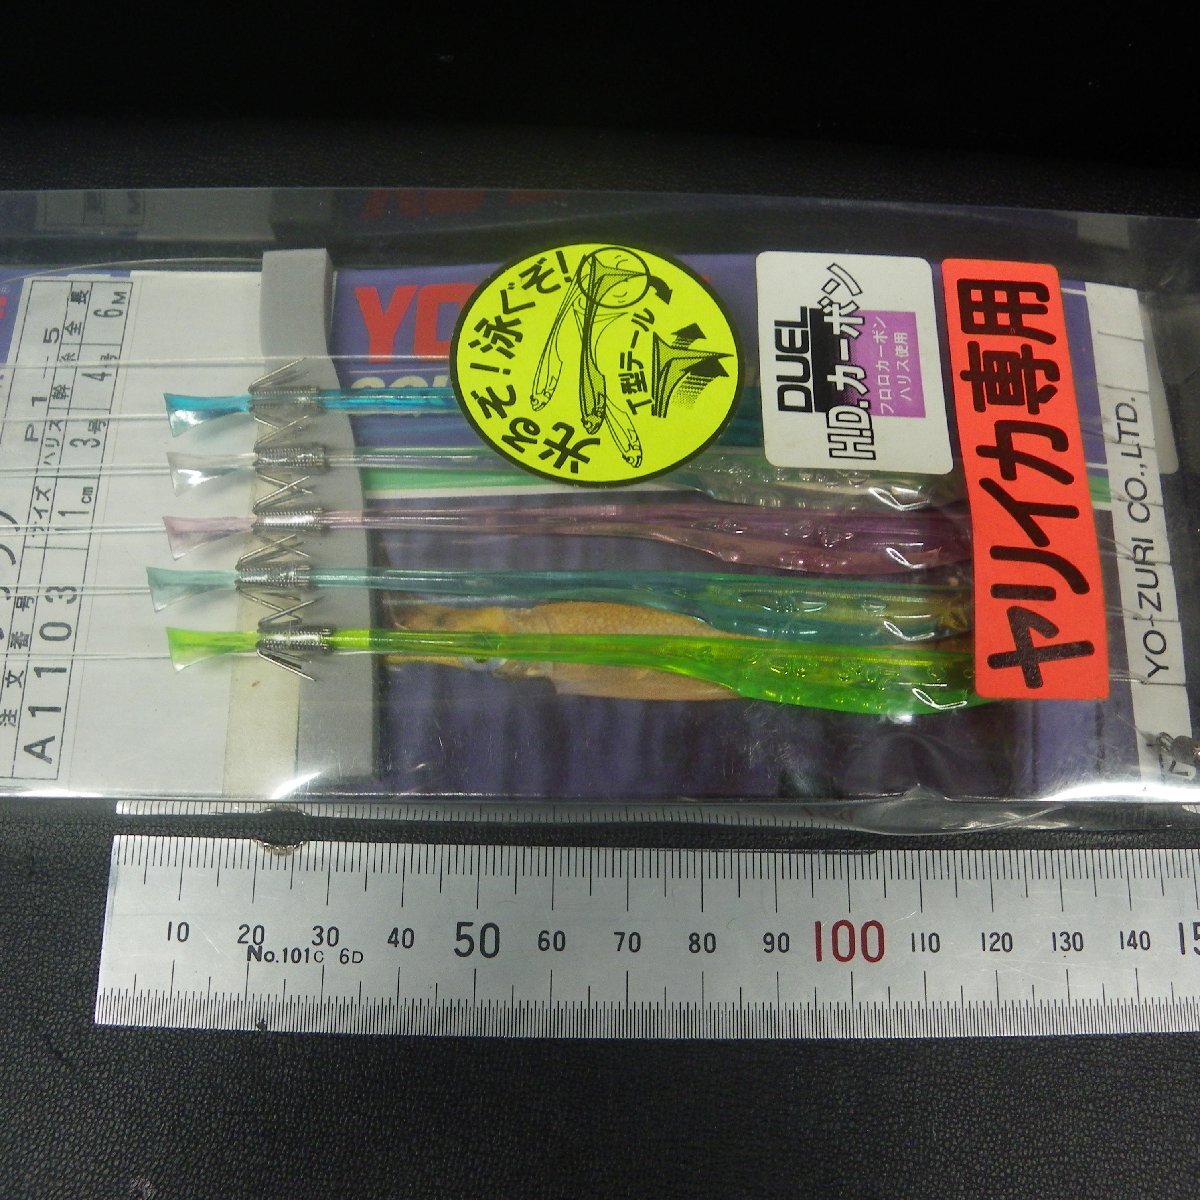 光るぞ！泳ぐぞ！
イ型テール
DUEL
H.D.カーボン
フロロカーボン
ハリス使用
ヤリイカ専用
YO-ZURI CO.,LTD.
全長
6M
幹糸
4号
ハリス
3号
サイズ
1cm
注文番号
A1103
10 20 30 40 50 60 70 80 90 100 110 120 130 140
No.101C 6D